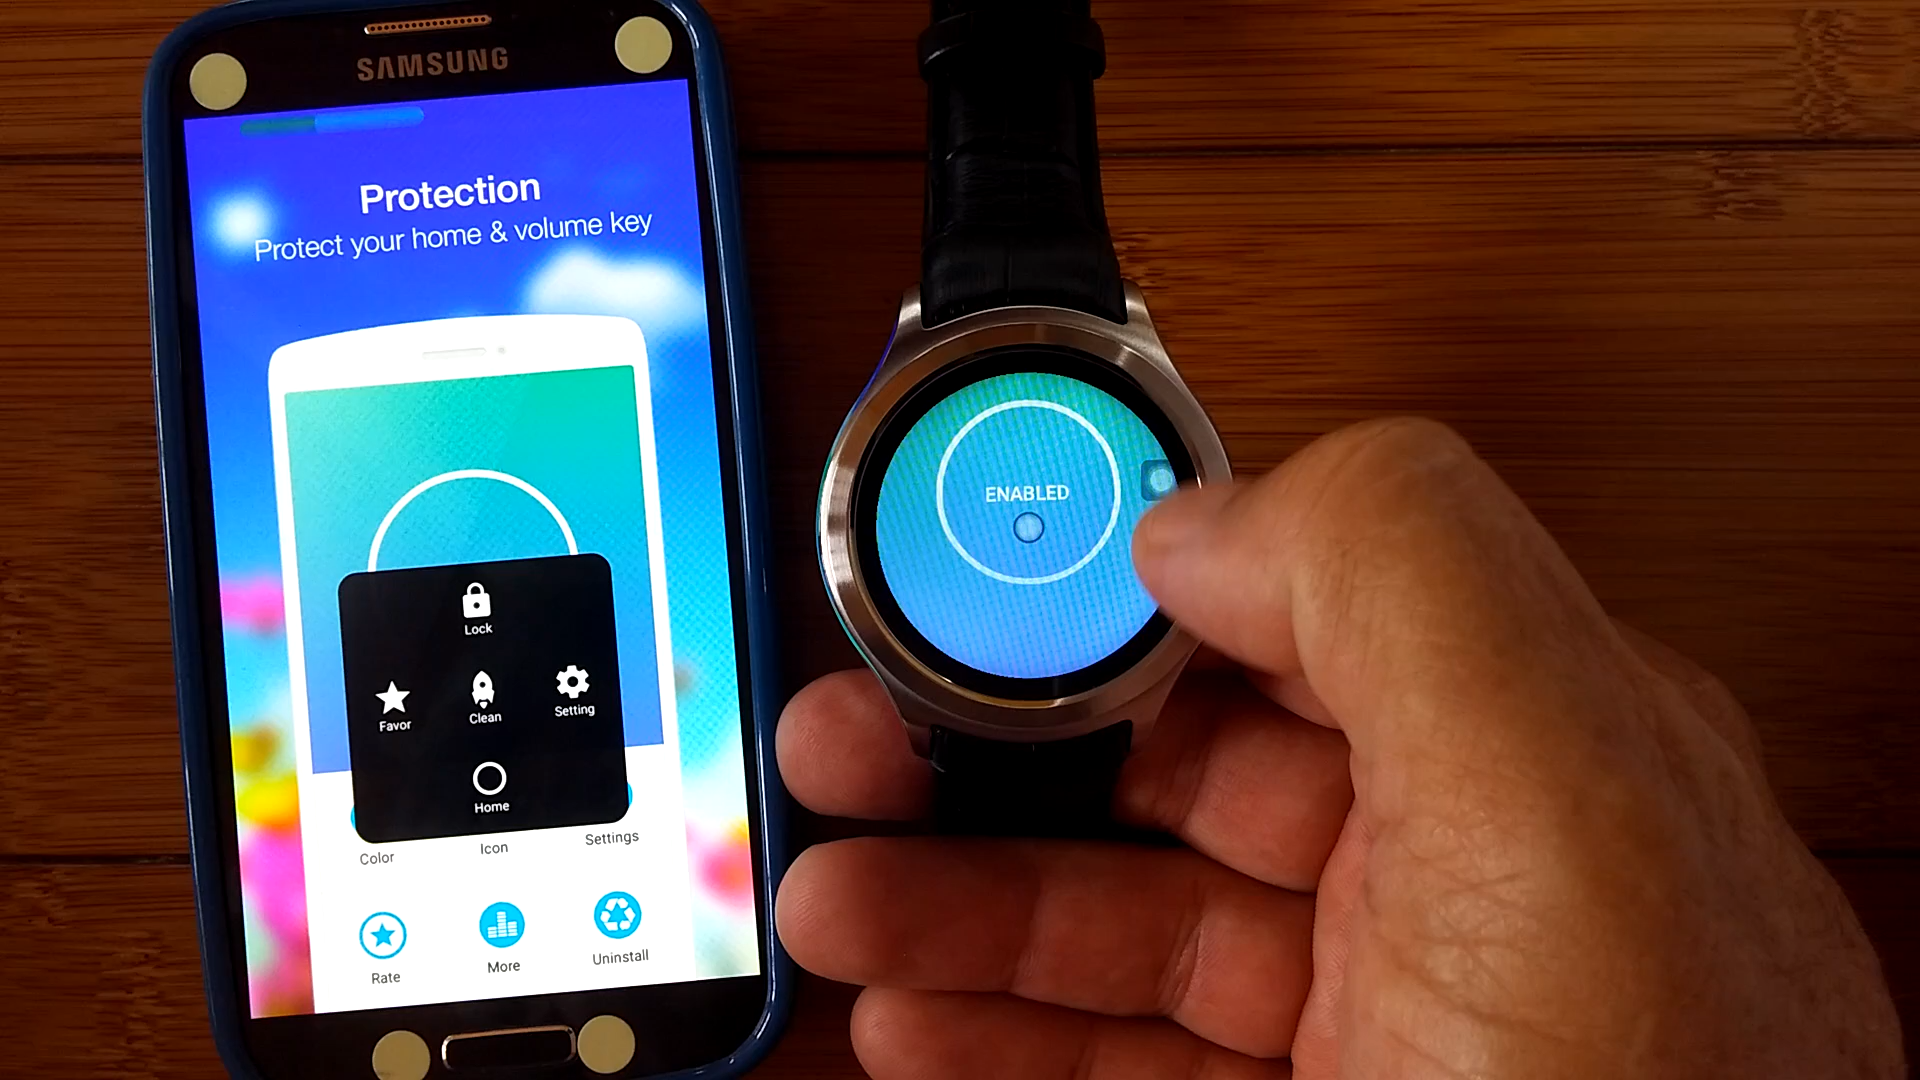 SAMSUNG
Protection
Protect your home & volume key
Lock
Favor
Clean
Setting
Home
Color
Icon
Settings
Rate
More
Uninstall
ENABLED